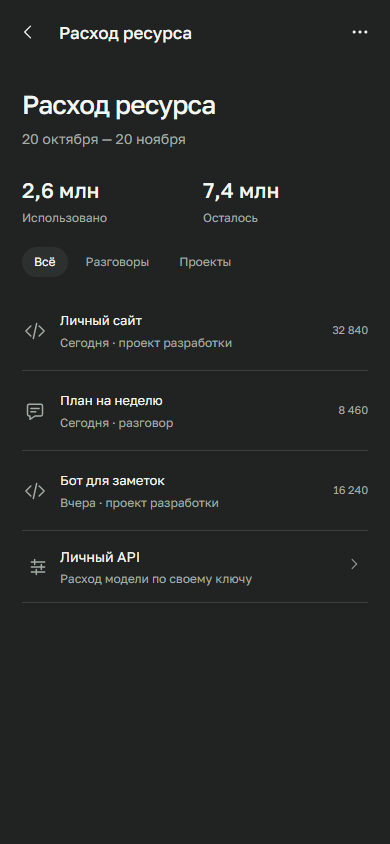 Расход ресурса
Расход ресурса
20 октября — 20 ноября
2,6 млн
7,4 млн
Использовано
Осталось
Всё
Разговоры
Проекты
Личный сайт
Сегодня · проект разработки
32 840
План на неделю
Сегодня · разговор
8 460
Бот для заметок
Вчера · проект разработки
16 240
Личный API
Расход модели по своему ключу